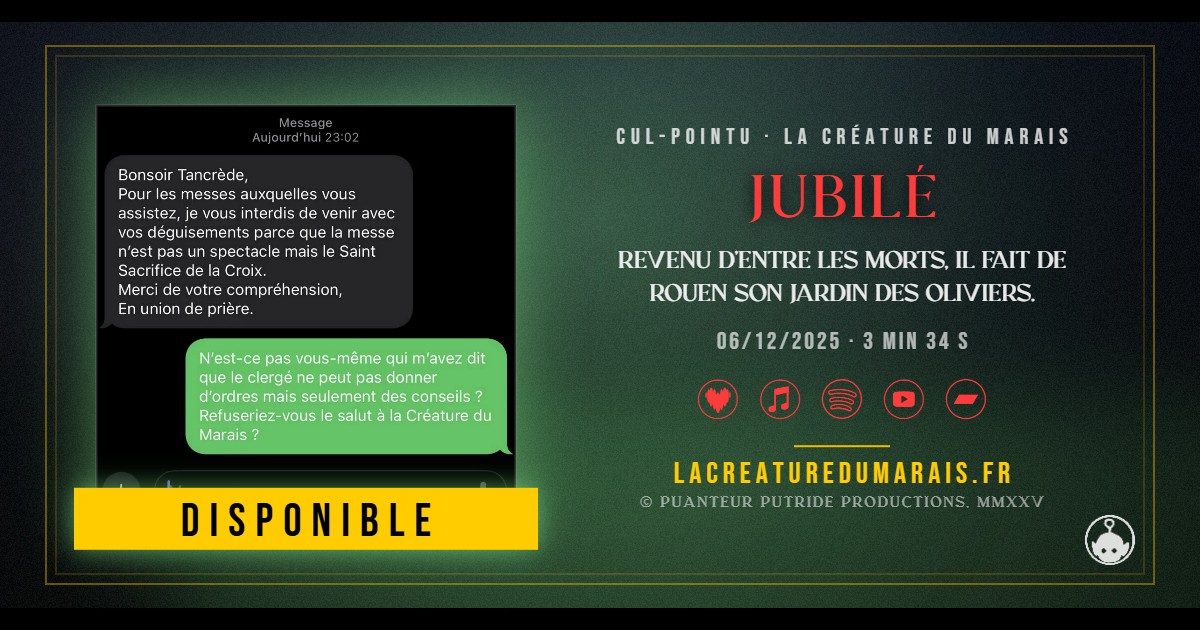 Message
Aujourd'hui 23:02
Bonsoir Tancrède,
Pour les messes auxquelles vous
assistez, je vous interdis de venir avec
vos déguisements parce que la messe
n'est pas un spectacle mais le Saint
Sacrifice de la Croix.
Merci de votre compréhension,
En union de prière.
N'est-ce pas vous-même qui m'avez dit
que le clergé ne peut pas donner
d'ordres mais seulement des conseils ?
Refuseriez-vous le salut à la Créature du
Marais ?
DISPONIBLE
CUL-POINTU · LA CRÉATURE DU MARAIS
JUBILÉ
REVENU D'ENTRE LES MORTS, IL FAIT DE
ROUEN SON JARDIN DES OLIVIERS.
06/12/2025 · 3 MIN 34 S
LACREATUREDUMARAIS.FR
© PUANTEUR PUTRIDE PRODUCTIONS, MMXXV